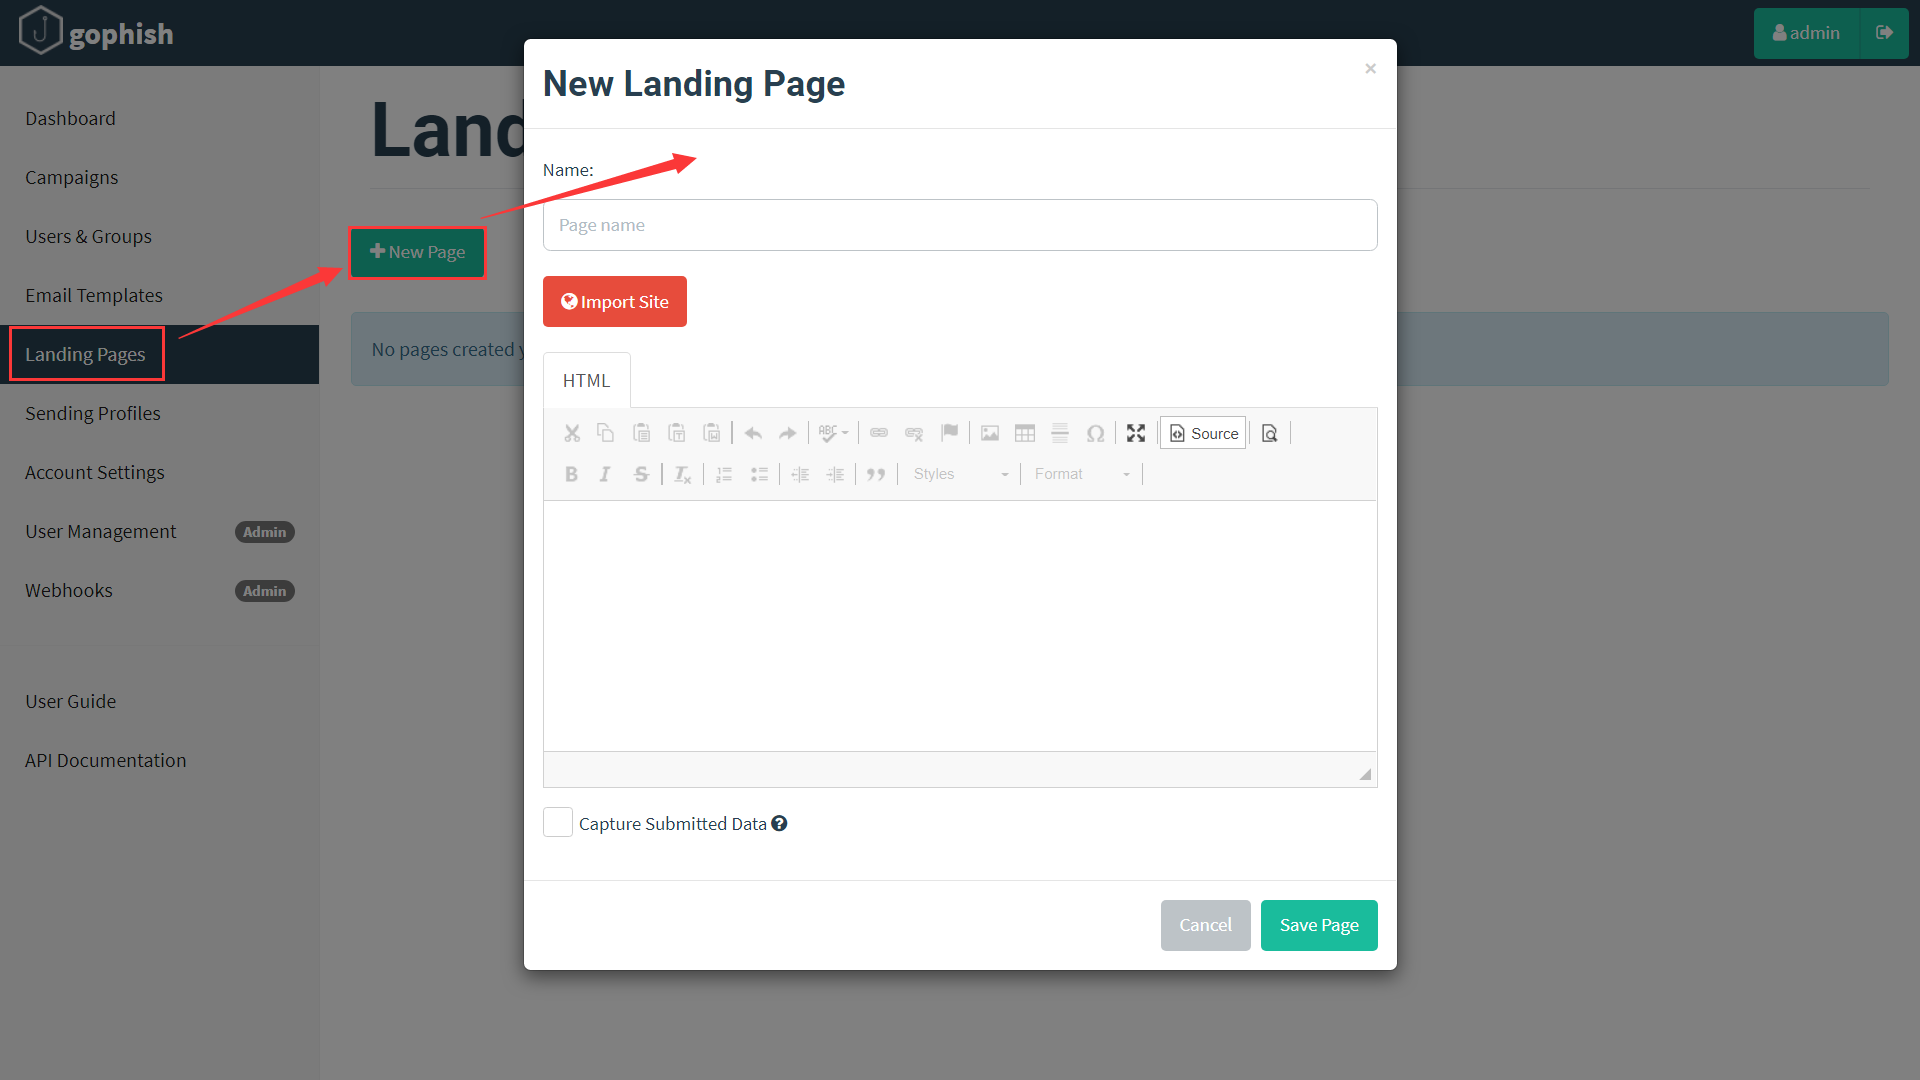 gophish
admin
Dashboard
Campaigns
Users & Groups
Email Templates
Landing Pages
Sending Profiles
Account Settings
User Management Admin
Webhooks Admin
User Guide
API Documentation
Land
New Page
No pages created
New Landing Page
×
Name:
Page name
Import Site
HTML
ABC
Source
B I S
Styles
Format
Capture Submitted Data
Cancel
Save Page